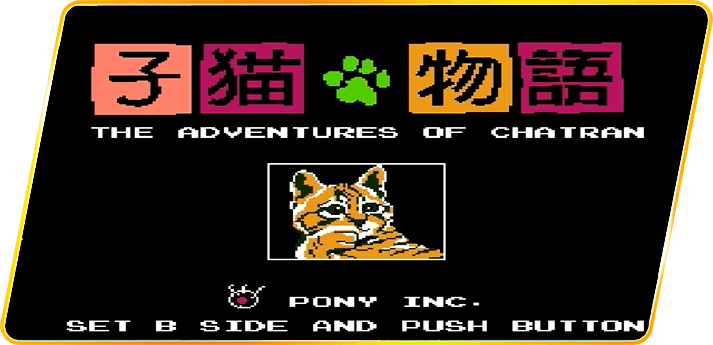 子猫物語
THE ADVENTURES OF CHATRAN
PONY INC.
SET B SIDE AND PUSH BUTTON